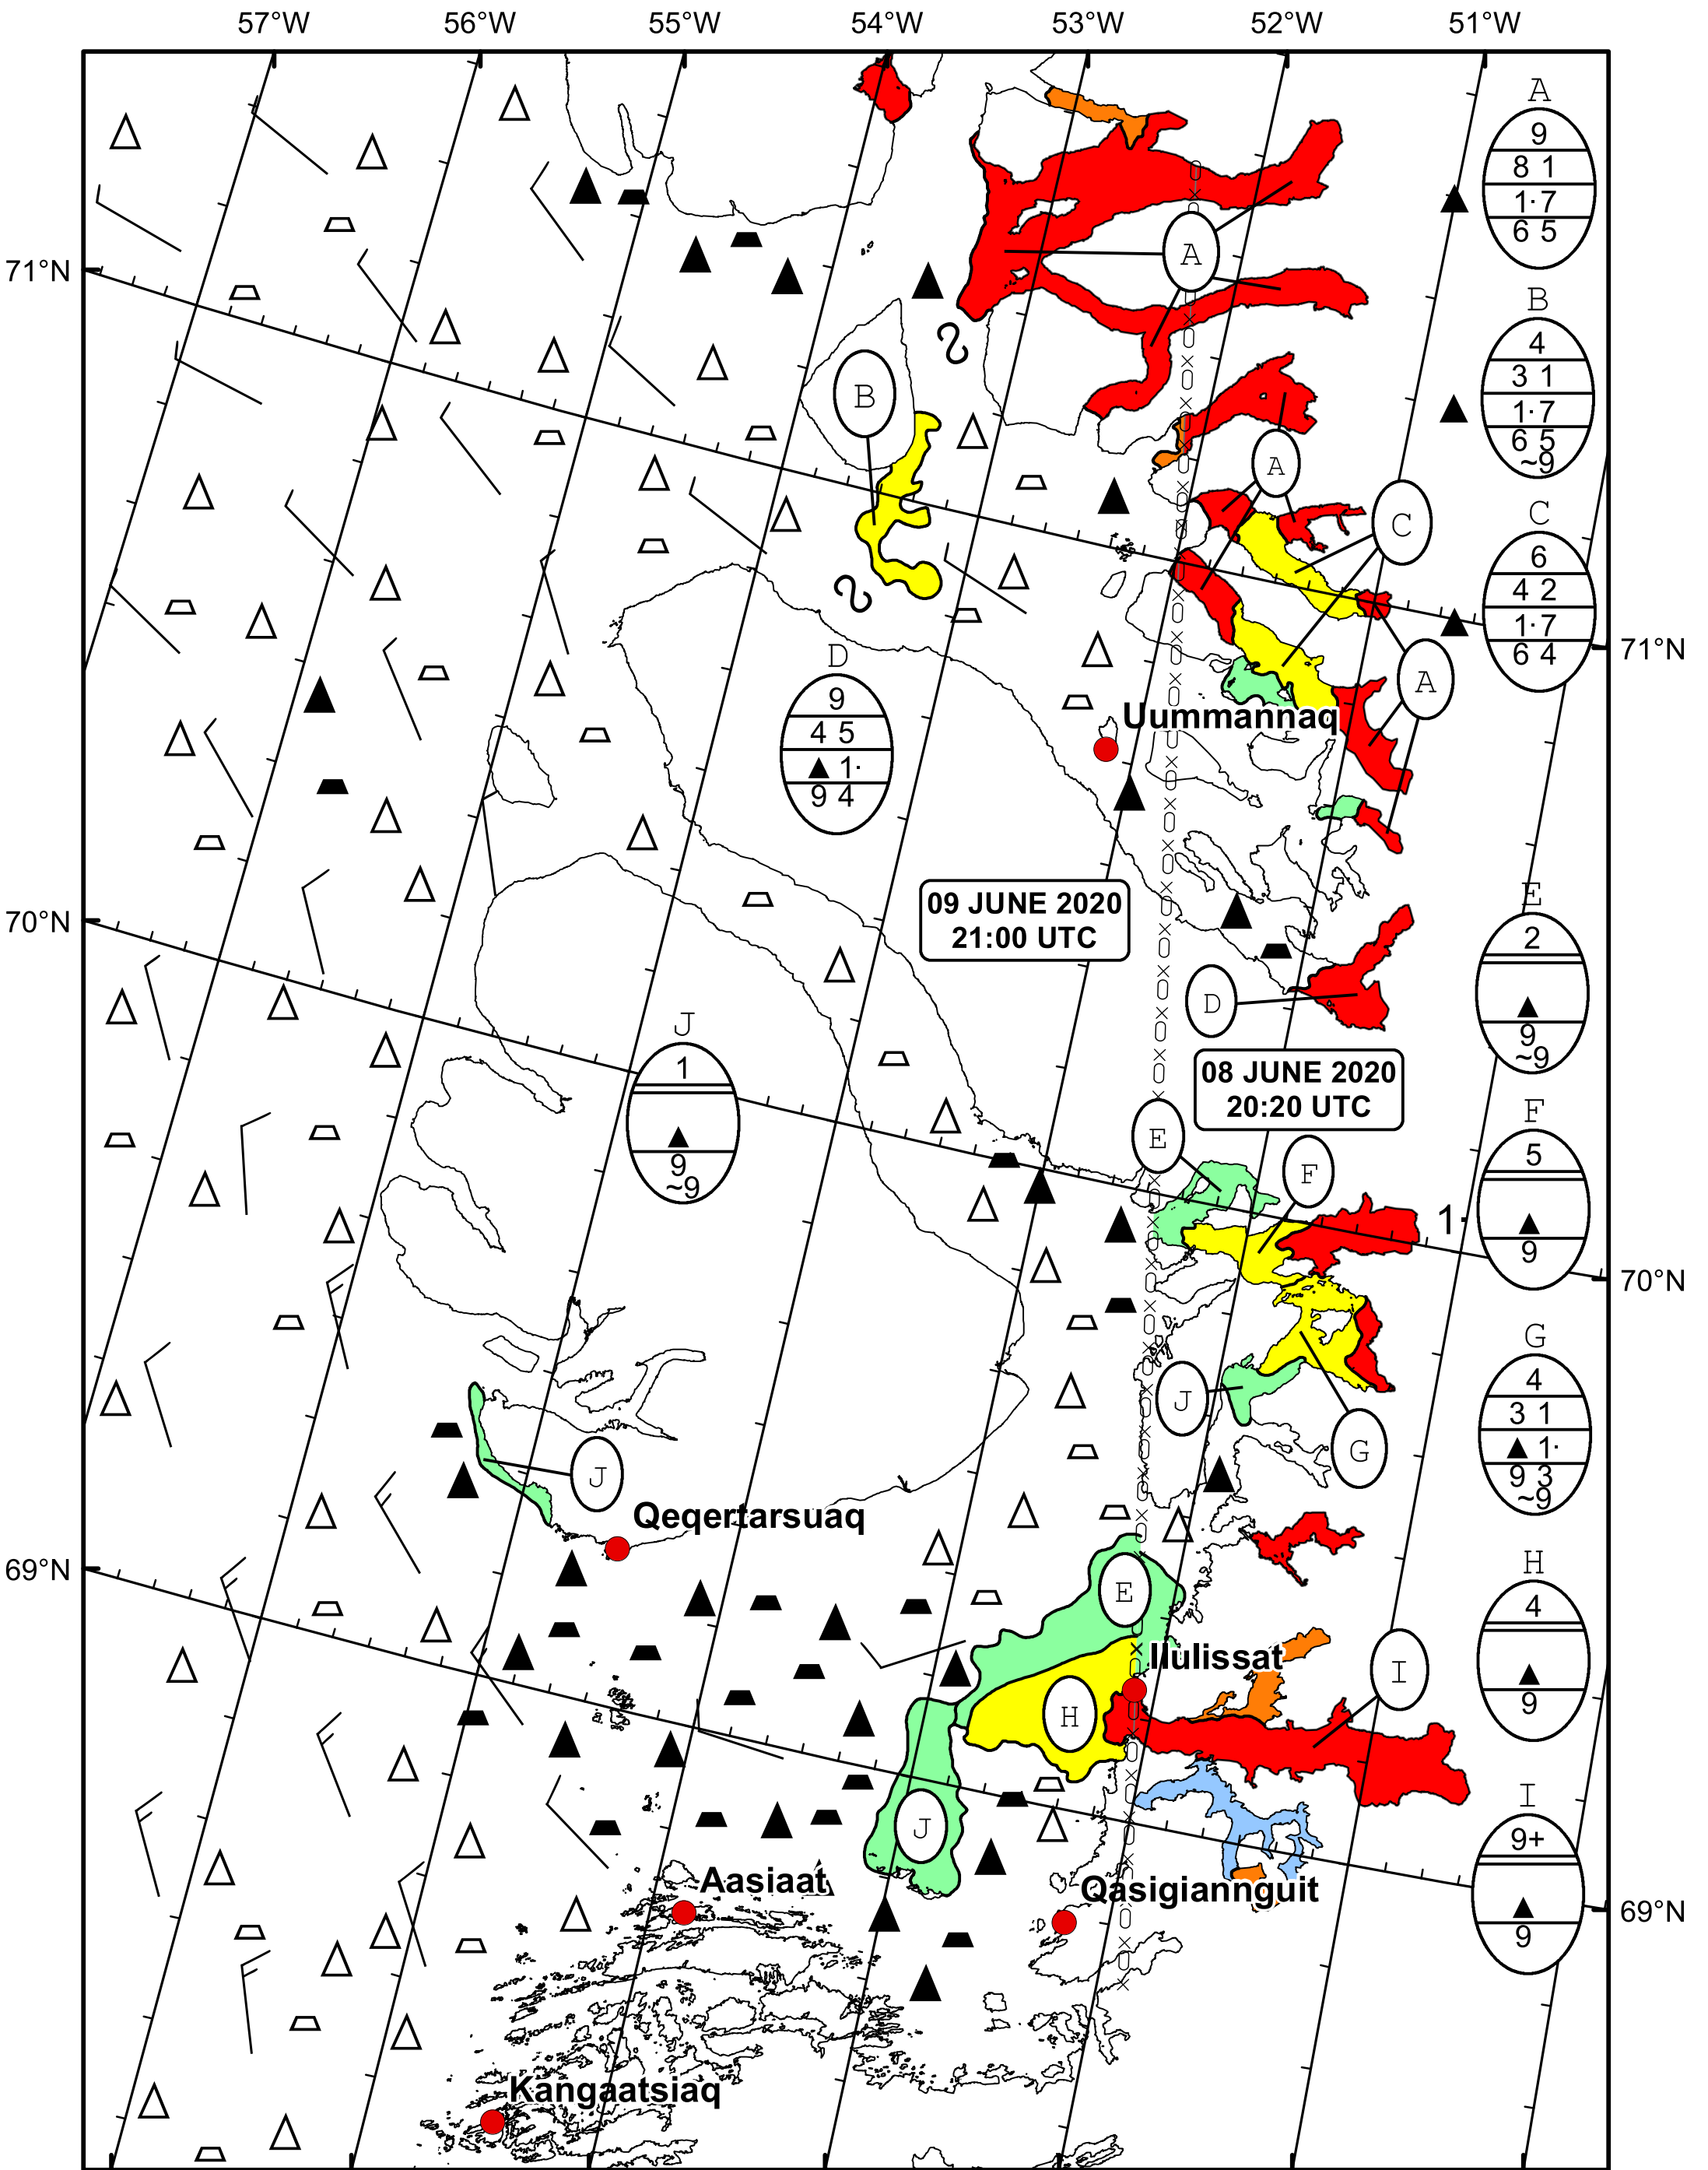 57°W 56°W 55°W 54°W 53°W 52°W 51°W
A
9
8 1
1· 7
6 5
A
71°N
B
4
3 1
1· 7
6 5
~9
B
A
C
C
6
4 2
1· 7
6 4
71°N
D
9
4 5
▲ 1·
9 4
A
Uummannaq
09 JUNE 2020
21:00 UTC
70°N
E
2
▲
9
~9
D
J
1
▲
9
~9
08 JUNE 2020
20:20 UTC
E
F
F
5
▲
9
1·
70°N
G
4
3 1
▲ 1·
9 3
~9
J
G
J
Qeqertarsuaq
69°N
E
H
4
▲
9
Ilulissat
I
H
I
9+
▲
9
J
Aasiaat
Qasigiannguit
69°N
Kangaatsiaq